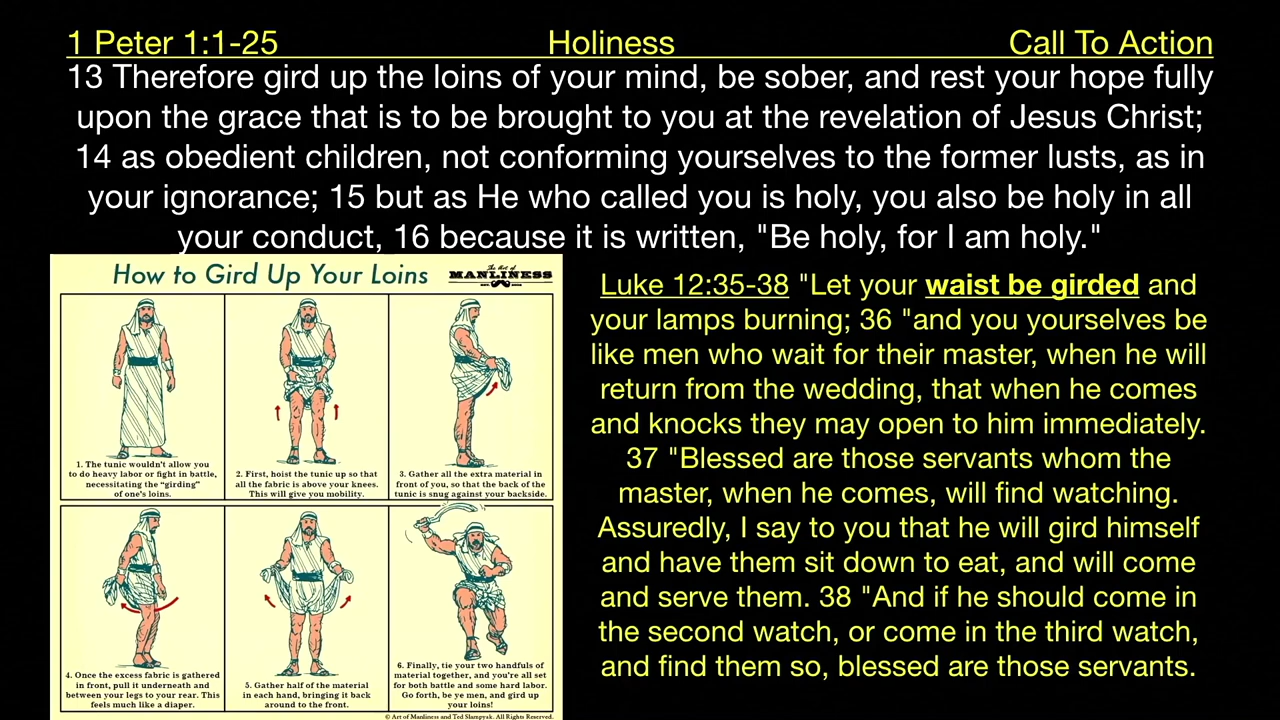 1 Peter 1:1-25 Holiness Call To Action
13 Therefore gird up the loins of your mind, be sober, and rest your hope fully
upon the grace that is to be brought to you at the revelation of Jesus Christ;
14 as obedient children, not conforming yourselves to the former lusts, as in
your ignorance; 15 but as He who called you is holy, you also be holy in all
your conduct, 16 because it is written, "Be holy, for I am holy."
How to Gird Up Your Loins
The Art of
MANLINESS
1. The tunic wouldn't allow you
to do heavy labor or fight in battle,
necessitating the "girding"
of one's loins.
2. First, hoist the tunic up so that
all the fabric is above your knees.
This will give you mobility.
3. Gather all the extra material in
front of you, so that the back of the
tunic is snug against your backside.
4. Once the excess fabric is gathered
in front, pull it underneath and
between your legs to your rear. This
feels much like a diaper.
5. Gather half of the material
in each hand, bringing it back
around to the front.
6. Finally, tie your two handfuls of
material together, and you're all set
for both battle and some hard labor.
Go forth, be ye men, and gird up
your loins!
© Art of Manliness and Ted Slampyak. All Rights Reserved.
Luke 12:35-38 "Let your waist be girded and
your lamps burning; 36 "and you yourselves be
like men who wait for their master, when he will
return from the wedding, that when he comes
and knocks they may open to him immediately.
37 "Blessed are those servants whom the
master, when he comes, will find watching.
Assuredly, I say to you that he will gird himself
and have them sit down to eat, and will come
and serve them. 38 "And if he should come in
the second watch, or come in the third watch,
and find them so, blessed are those servants.